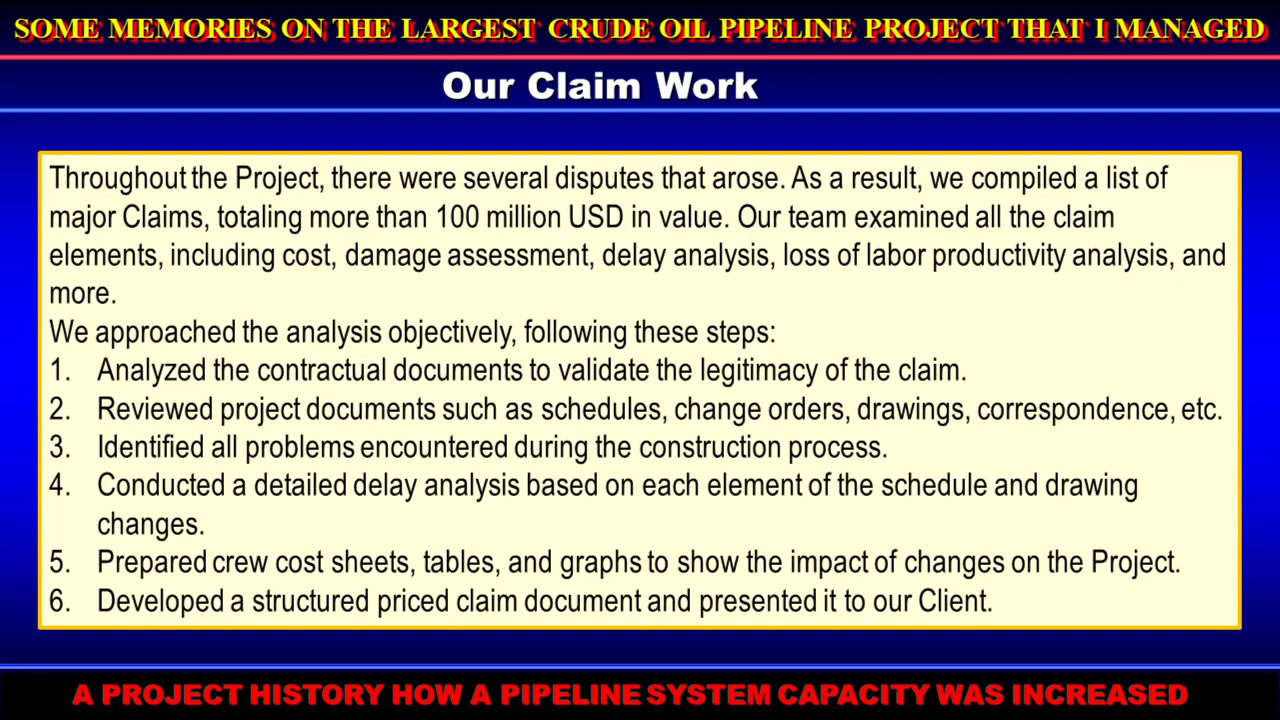 SOME MEMORIES ON THE LARGEST CRUDE OIL PIPELINE PROJECT THAT I MANAGED
Our Claim Work
Throughout the Project, there were several disputes that arose. As a result, we compiled a list of
major Claims, totaling more than 100 million USD in value. Our team examined all the claim
elements, including cost, damage assessment, delay analysis, loss of labor productivity analysis, and
more.
We approached the analysis objectively, following these steps:
1. Analyzed the contractual documents to validate the legitimacy of the claim.
2. Reviewed project documents such as schedules, change orders, drawings, correspondence, etc.
3. Identified all problems encountered during the construction process.
4. Conducted a detailed delay analysis based on each element of the schedule and drawing
changes.
5. Prepared crew cost sheets, tables, and graphs to show the impact of changes on the Project.
6. Developed a structured priced claim document and presented it to our Client.
A PROJECT HISTORY HOW A PIPELINE SYSTEM CAPACITY WAS INCREASED